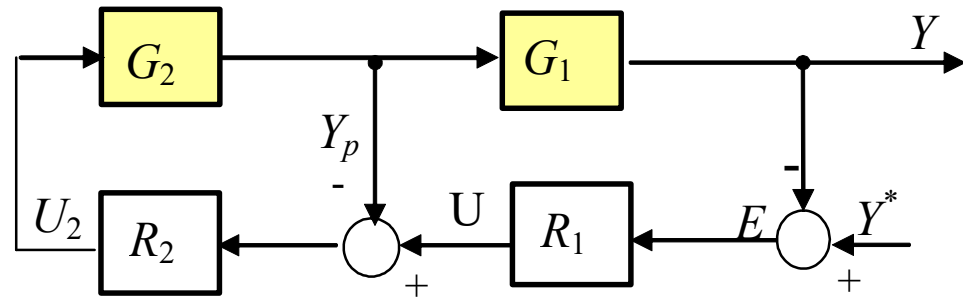 G₂
G₁
Y
Yₚ
-
-
U₂
R₂
U
R₁
E
Y*
+
+